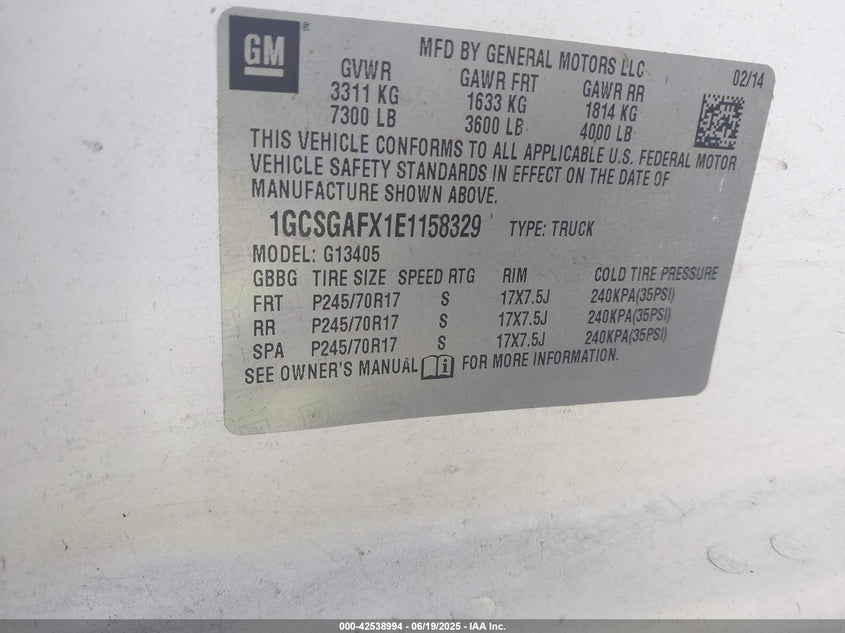 GM
MFD BY GENERAL MOTORS LLC
02/14
GVWR GAWR FRT GAWR RR
3311 KG 1633 KG 1814 KG
7300 LB 3600 LB 4000 LB
THIS VEHICLE CONFORMS TO ALL APPLICABLE U.S. FEDERAL MOTOR
VEHICLE SAFETY STANDARDS IN EFFECT ON THE DATE OF
MANUFACTURE SHOWN ABOVE.
1GCSGAFX1E1158329 TYPE: TRUCK
MODEL: G13405
GBBG TIRE SIZE SPEED RTG RIM COLD TIRE PRESSURE
FRT P245/70R17 S 17X7.5J 240KPA(35PSI)
RR P245/70R17 S 17X7.5J 240KPA(35PSI)
SPA P245/70R17 S 17X7.5J 240KPA(35PSI)
SEE OWNER'S MANUAL FOR MORE INFORMATION.
000-42538994 - 06/19/2025 - IAA Inc.